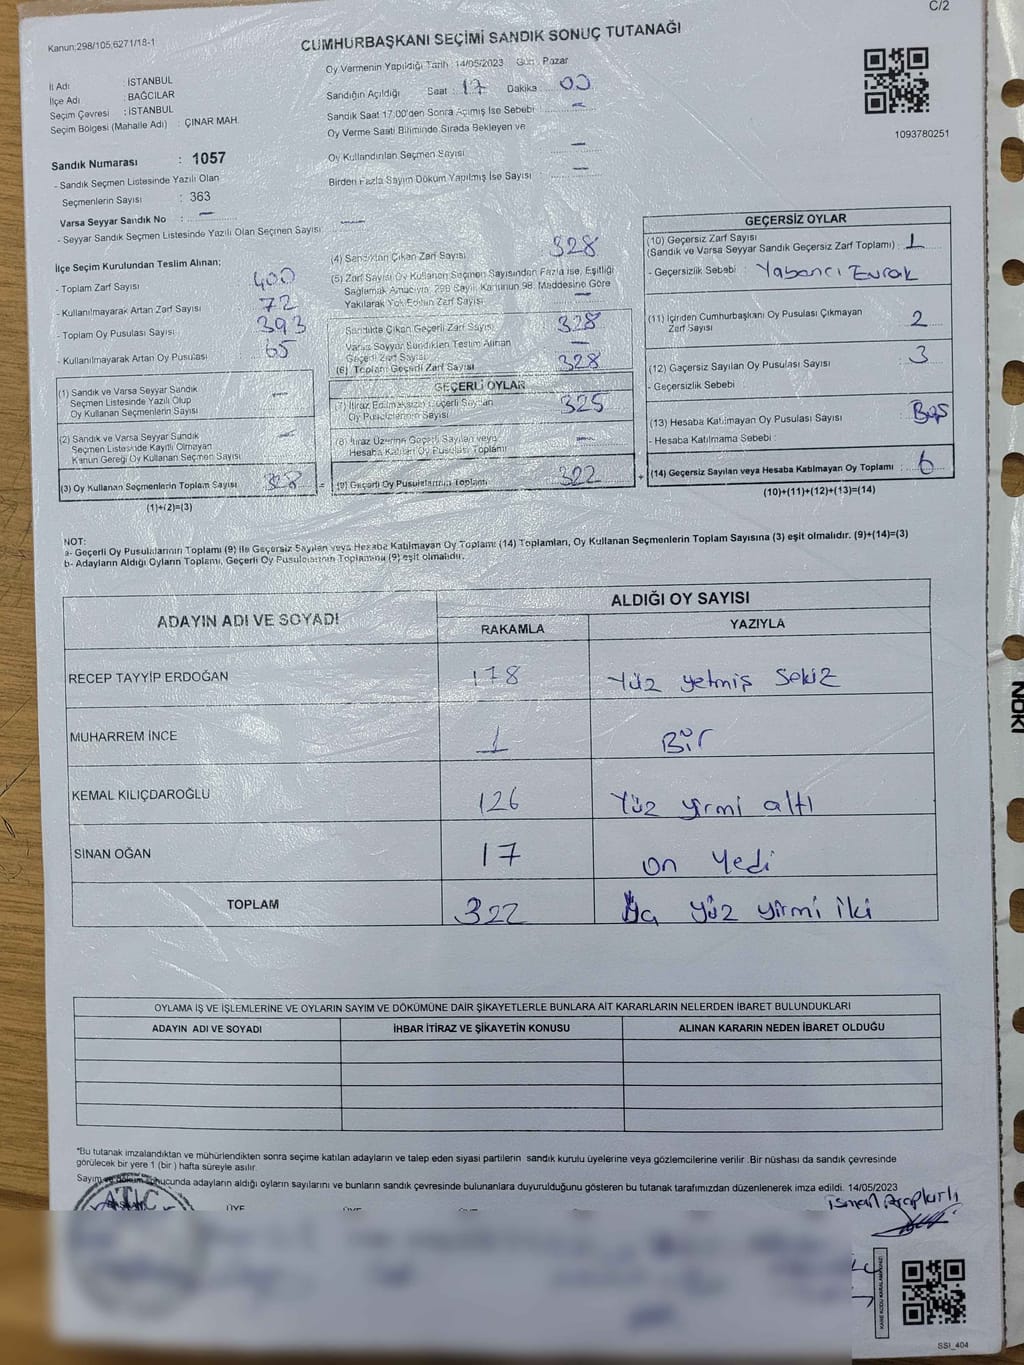 C/2
Kanun:298/105,6271/18-1
CUMHURBAŞKANI SEÇİMİ SANDIK SONUÇ TUTANAĞI
Oy Vermenin Yapıldığı Tarih : 14/05/2023 Gün : Pazar
İl Adı : İSTANBUL
İlçe Adı : BAĞCILAR
Seçim Çevresi : İSTANBUL
Seçim Bölgesi (Mahalle Adı) : ÇINAR MAH.
Sandığın Açıldığı Saat : 17 Dakika : 00
Sandık Saat 17.00'den Sonra Açılmış İse Sebebi : —
Oy Verme Saati Bitiminde Sırada Bekleyen ve
Oy Kullandırılan Seçmen Sayısı —
Birden Fazla Sayım Döküm Yapılmış İse Sayısı : —
1093780251
Sandık Numarası : 1057
- Sandık Seçmen Listesinde Yazılı Olan
Seçmenlerin Sayısı : 363
Varsa Seyyar Sandık No : —
- Seyyar Sandık Seçmen Listesinde Yazılı Olan Seçmen Sayısı : —
İlçe Seçim Kurulundan Teslim Alınan;
- Toplam Zarf Sayısı : 400
- Kullanılmayarak Artan Zarf Sayısı : 72
- Toplam Oy Pusulası Sayısı : 393
- Kullanılmayarak Artan Oy Pusulası : 65
(1) Sandık ve Varsa Seyyar Sandık
Seçmen Listesinde Yazılı Olup
Oy Kullanan Seçmenlerin Sayısı —
(2) Sandık ve Varsa Seyyar Sandık
Seçmen Listesinde Kayıtlı Olmayan
Kanun Gereği Oy Kullanan Seçmen Sayısı —
(3) Oy Kullanan Seçmenlerin Toplam Sayısı 328
(1)+(2)=(3)
(4) Sandıktan Çıkan Zarf Sayısı 328
(5) Zarf Sayısı Oy Kullanan Seçmen Sayısından Fazla ise, Eşitliği
Sağlamak Amacıyla, 298 Sayılı Kanunun 98. Maddesine Göre
Yakılarak Yok Edilen Zarf Sayısı —
Sandıkta Çıkan Geçerli Zarf Sayısı 328
Varsa Seyyar Sandıklen Teslim Alınan
Geçerli Zarf Sayısı —
(6) Toplam Geçerli Zarf Sayısı 328
GEÇERLİ OYLAR
(7) İtiraz Edilmeksizin Geçerli Sayılan
Oy Pusulalarının Sayısı 325
(8) İtiraz Üzerine Geçerli Sayılan veya
Hesaba Katılan Oy Pusulaları Toplamı —
(9) Geçerli Oy Pusulalarının Toplamı 322
GEÇERSİZ OYLAR
(10) Geçersiz Zarf Sayısı
(Sandık ve Varsa Seyyar Sandık Geçersiz Zarf Toplamı) : 1
- Geçersizlik Sebebi : Yabancı Evrak
(11) İçinden Cumhurbaşkanı Oy Pusulası Çıkmayan
Zarf Sayısı 2
(12) Geçersiz Sayılan Oy Pusulası Sayısı 3
- Geçersizlik Sebebi :
(13) Hesaba Katılmayan Oy Pusulası Sayısı Boş
- Hesaba Katılmama Sebebi :
(14) Geçersiz Sayılan veya Hesaba Katılmayan Oy Toplamı : 6
(10)+(11)+(12)+(13)=(14)
NOT:
a- Geçerli Oy Pusulalarının Toplamı (9) ile Geçersiz Sayılan veya Hesaba Katılmayan Oy Toplamı (14) Toplamları, Oy Kullanan Seçmenlerin Toplam Sayısına (3) eşit olmalıdır. (9)+(14)=(3)
b- Adayların Aldığı Oyların Toplamı, Geçerli Oy Pusulalarının Toplamına (9) eşit olmalıdır.
ADAYIN ADI VE SOYADI
ALDIĞI OY SAYISI
RAKAMLA YAZIYLA
RECEP TAYYİP ERDOĞAN 178 Yüz yetmiş Sekiz
MUHARREM İNCE 1 Bir
KEMAL KILIÇDAROĞLU 126 Yüz yirmi altı
SİNAN OĞAN 17 on Yedi
TOPLAM 322 yüz yirmi iki
OYLAMA İŞ VE İŞLEMLERİNE VE OYLARIN SAYIM VE DÖKÜMÜNE DAİR ŞİKAYETLERLE BUNLARA AİT KARARLARIN NELERDEN İBARET BULUNDUKLARI
ADAYIN ADI VE SOYADI İHBAR İTİRAZ VE ŞİKAYETİN KONUSU ALINAN KARARIN NEDEN İBARET OLDUĞU
*Bu tutanak imzalandıktan ve mühürlendikten sonra seçime katılan adayların ve talep eden siyasi partilerin sandık kurulu üyelerine veya gözlemcilerine verilir .Bir nüshası da sandık çevresinde
görülecek bir yere 1 (bir ) hafta süreyle asılır.
Sayım ve döküm sonucunda adayların aldığı oyların sayılarını ve bunların sandık çevresinde bulunanlara duyurulduğunu gösteren bu tutanak tarafımızdan düzenlenerek imza edildi. 14/05/2023
ÜYE ÜYE ÜYE
SSI_404